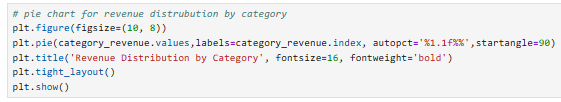 # pie chart for revenue distrubution by category
plt.figure(figsize=(10, 8))
plt.pie(category_revenue.values,labels=category_revenue.index, autopct='%1.1f%%',startangle=90)
plt.title('Revenue Distribution by Category', fontsize=16, fontweight='bold')
plt.tight_layout()
plt.show()